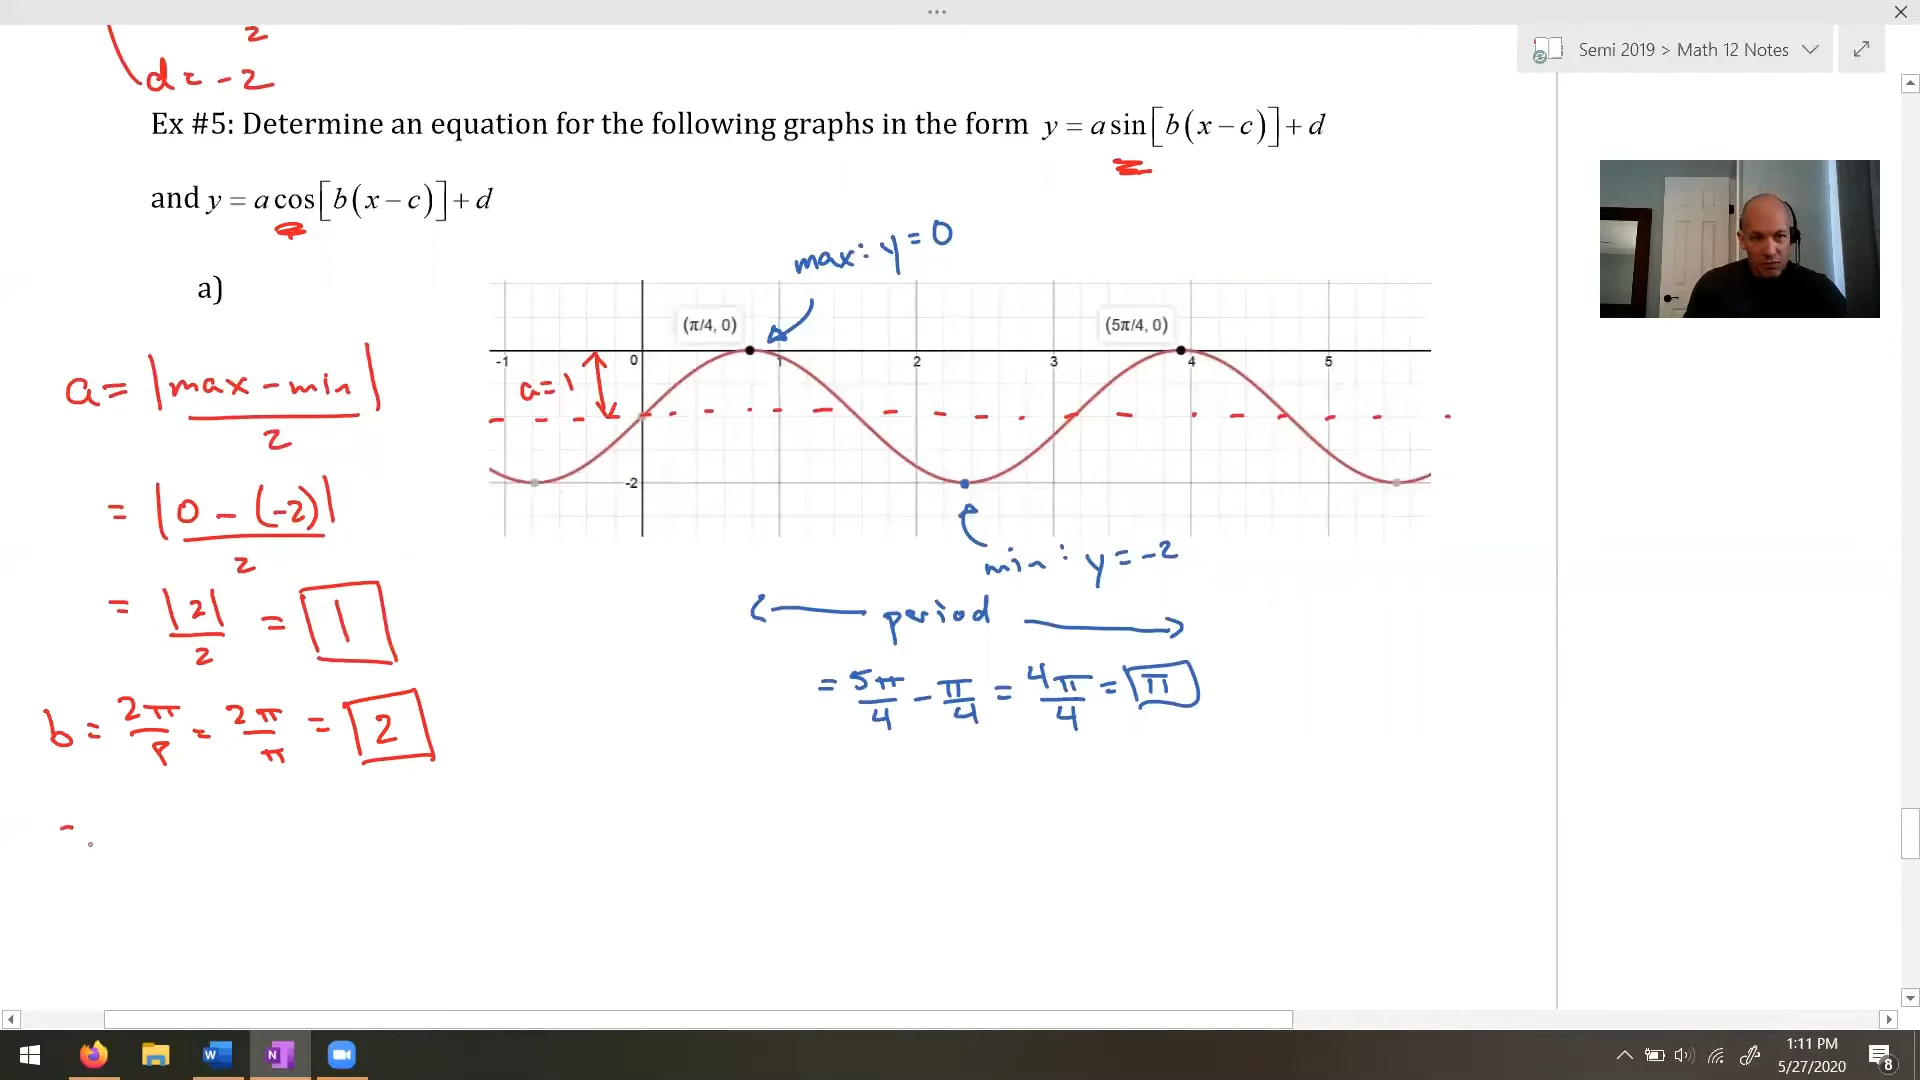 Semi 2019 > Math 12 Notes
2
d = -2
Ex #5: Determine an equation for the following graphs in the form y = a sin[b(x – c)] + d
and y = a cos[b(x – c)] + d
max: y = 0
a)
(π/4, 0)
(5π/4, 0)
-1 0 1 2 3 4 5
a=1
-2
a = |max - min|
2
= |0 - (-2)|
2
min: y = -2
= |2| = 1
2
period
= 5π/4 - π/4 = 4π/4 = π
b = 2π/P = 2π/π = 2
1:11 PM
5/27/2020
8
W
N